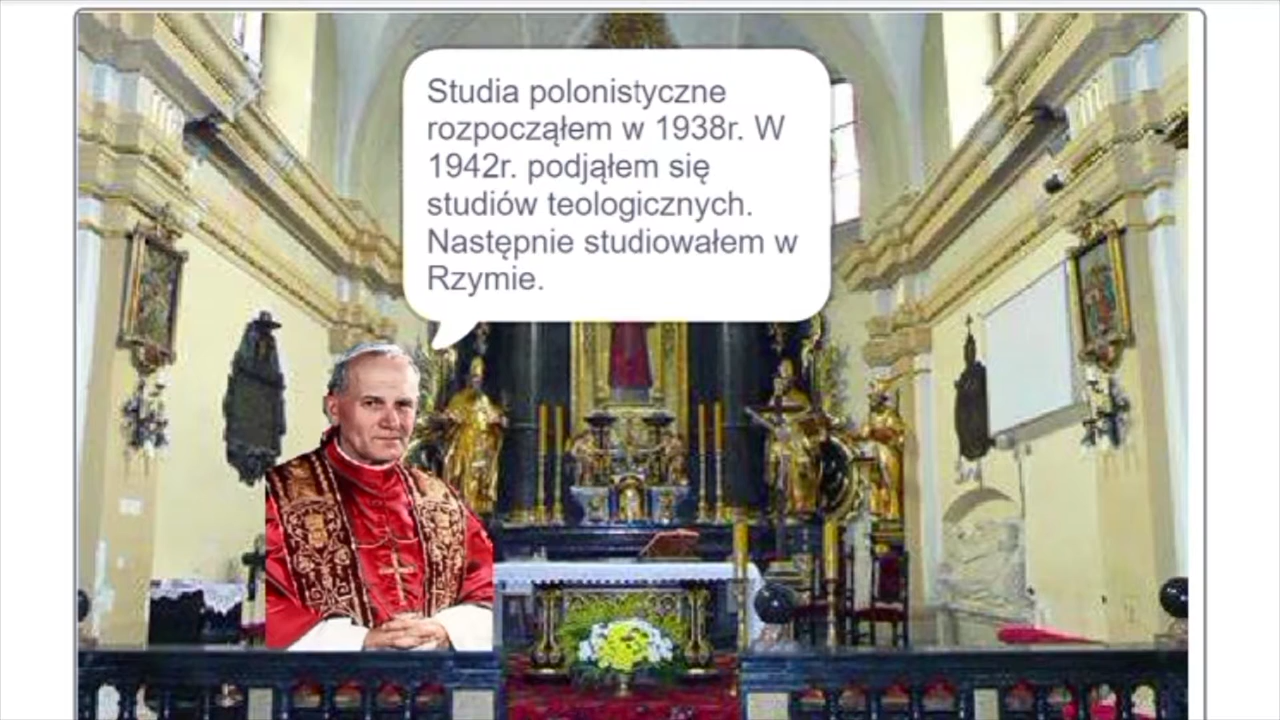 Studia polonistyczne
rozpocząłem w 1938r. W
1942r. podjąłem się
studiów teologicznych.
Następnie studiowałem w
Rzymie.